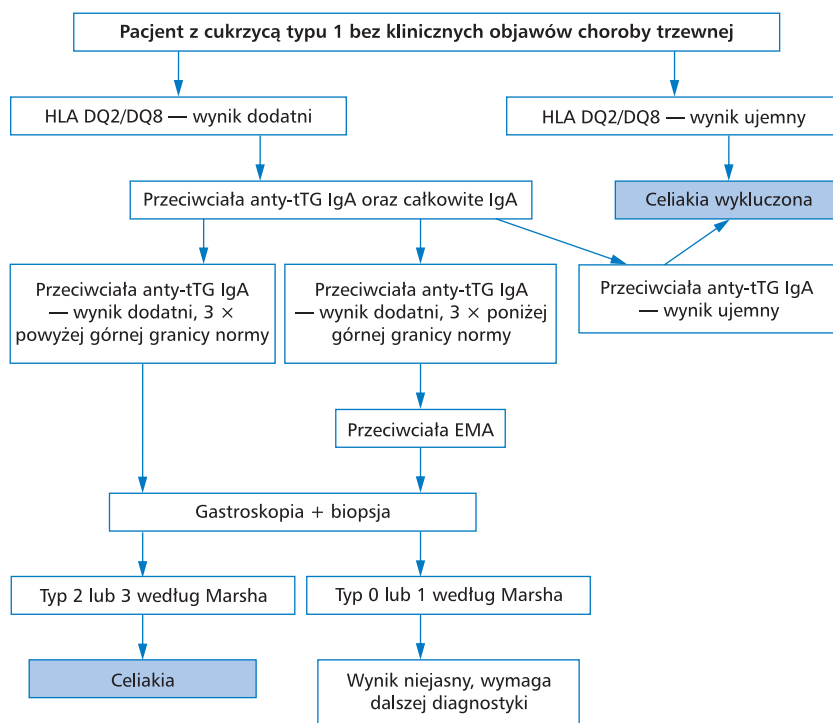 Pacjent z cukrzycą typu 1 bez klinicznych objawów choroby trzewnej
HLA DQ2/DQ8 — wynik dodatni
HLA DQ2/DQ8 — wynik ujemny
Przeciwciała anty-tTG IgA oraz całkowite IgA
Celiakia wykluczona
Przeciwciała anty-tTG IgA
— wynik dodatni, 3 ×
powyżej górnej granicy normy
Przeciwciała anty-tTG IgA
— wynik dodatni, 3 × poniżej
górnej granicy normy
Przeciwciała anty-tTG IgA
— wynik ujemny
Przeciwciała EMA
Gastroskopia + biopsja
Typ 2 lub 3 według Marsha
Typ 0 lub 1 według Marsha
Celiakia
Wynik niejasny, wymaga
dalszej diagnostyki